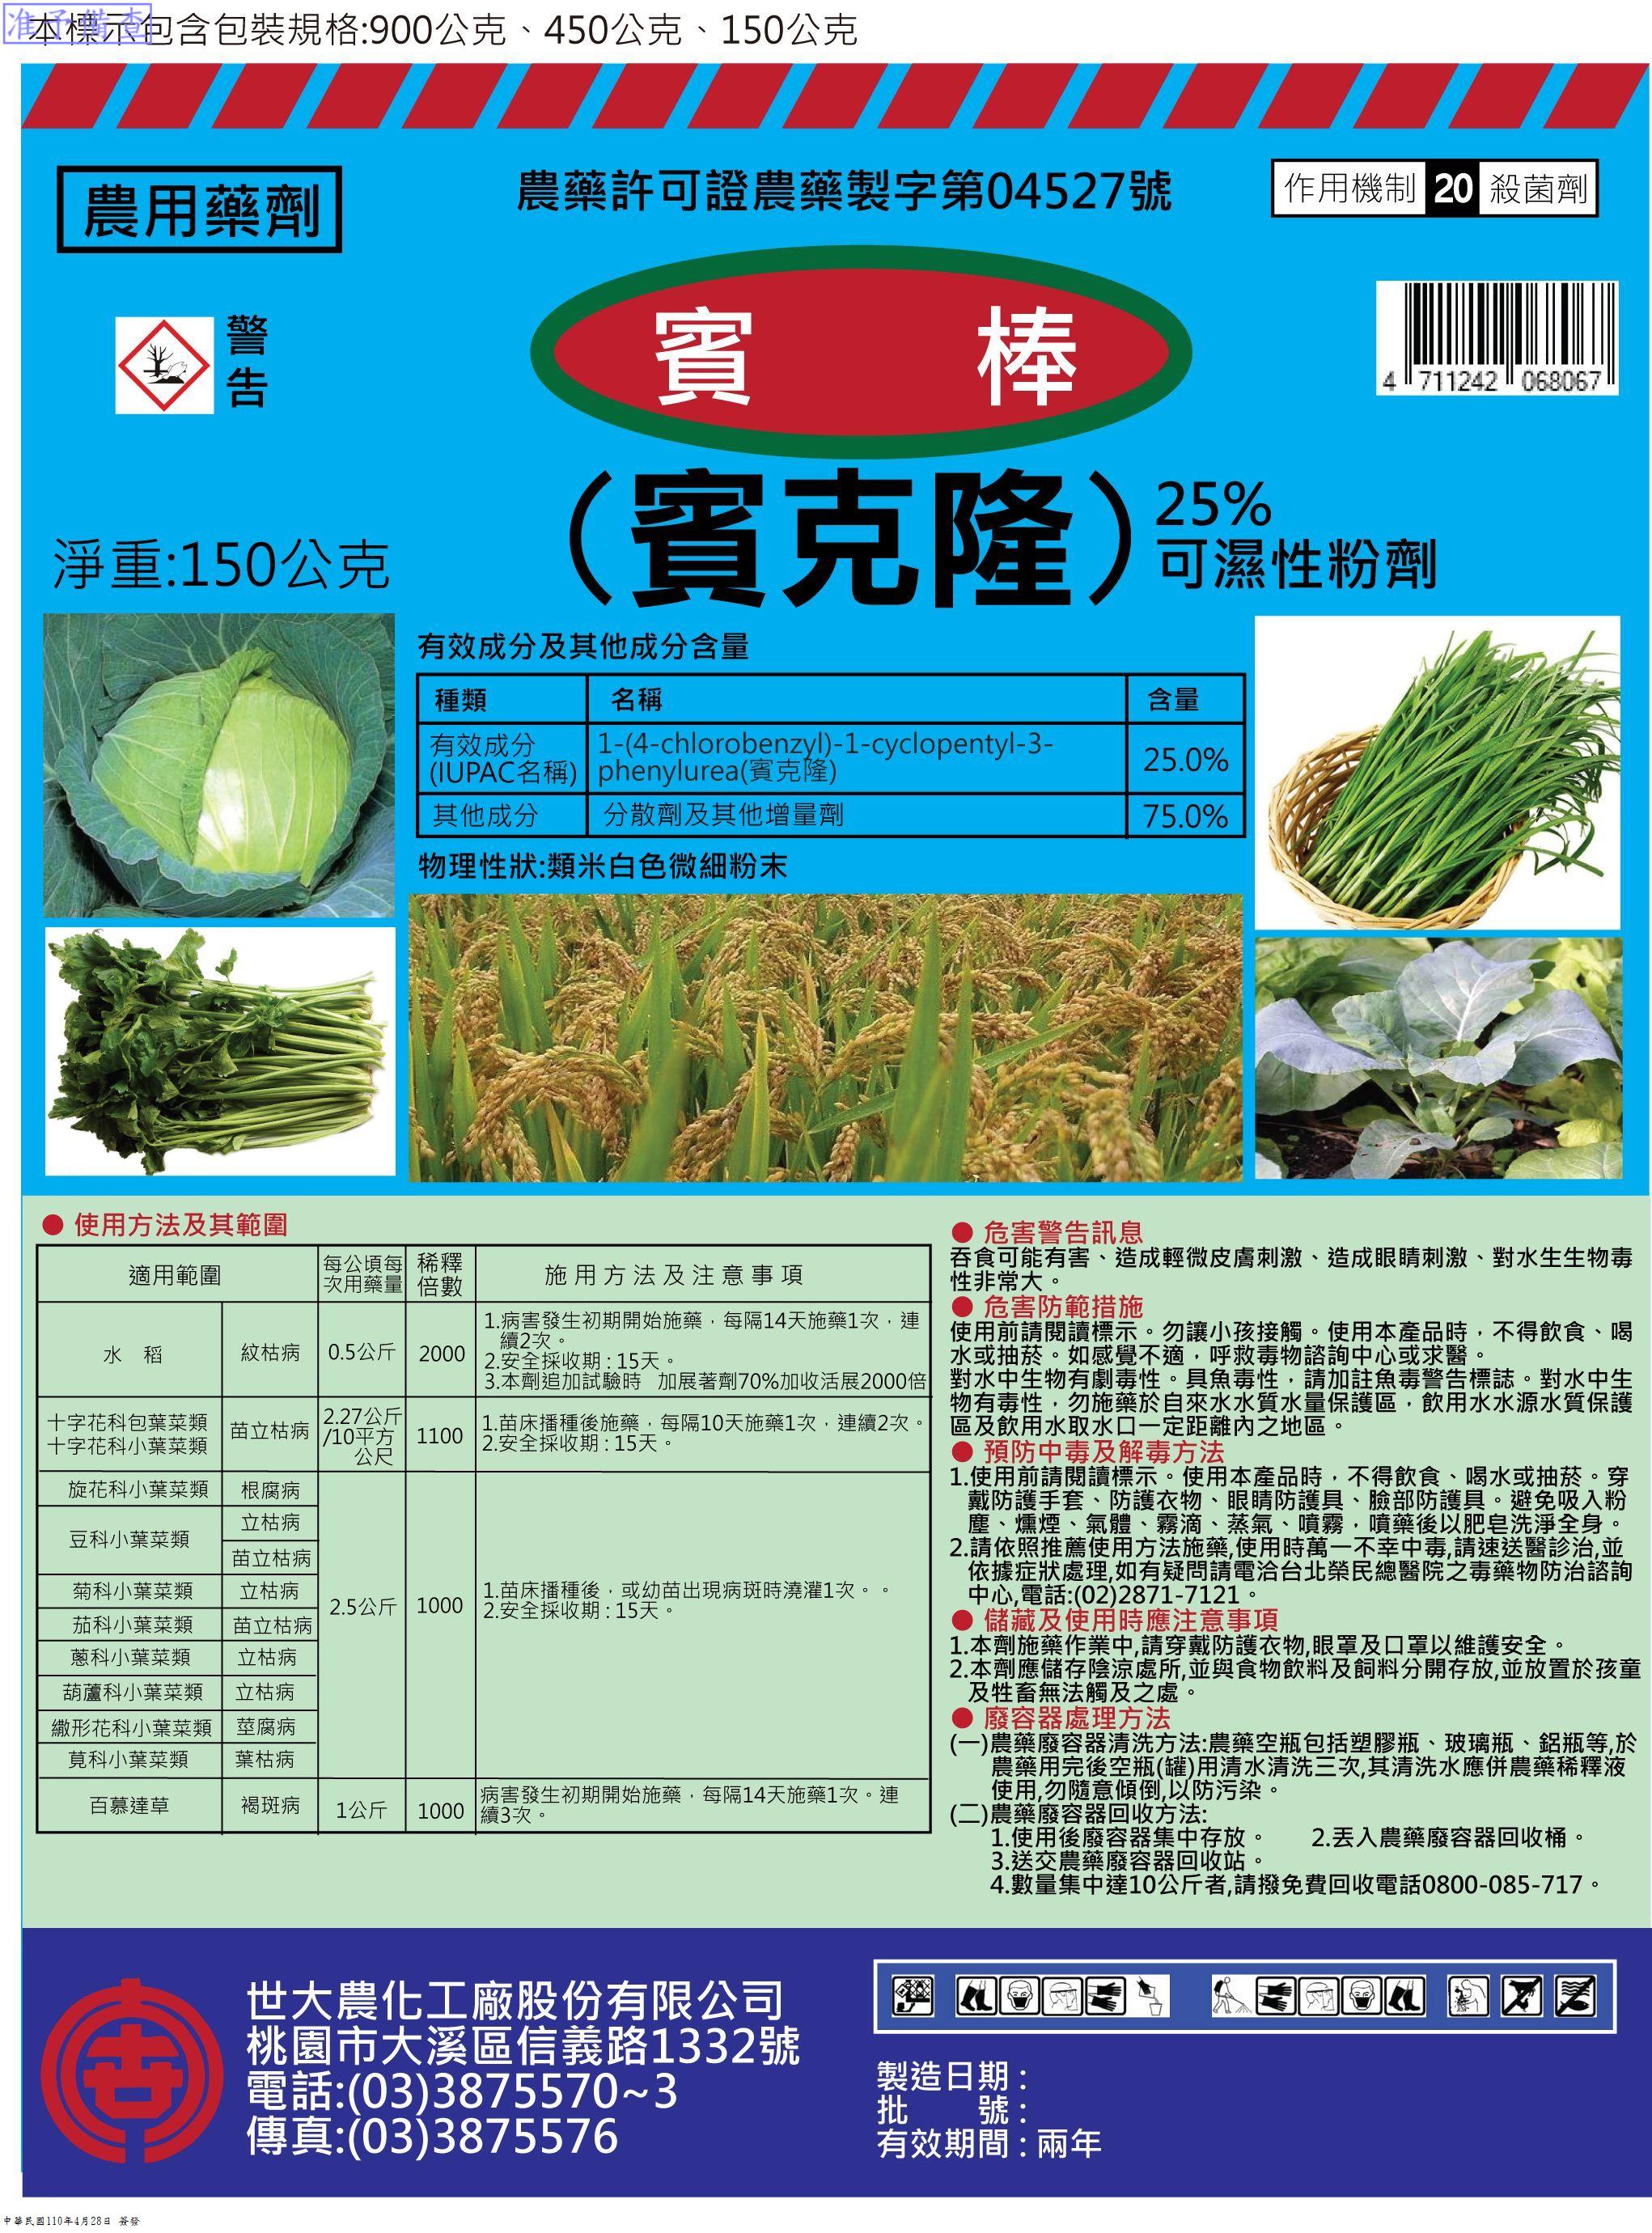 准予備查
本標示包含包裝規格:900公克、450公克、150公克
農用藥劑
農藥許可證農藥製字第04527號
作用機制 20 殺菌劑
警告
賓 棒
4 711242 068067
(賓克隆) 25%
可濕性粉劑
淨重:150公克
有效成分及其他成分含量
種類 名稱 含量
有效成分 (IUPAC名稱) 1-(4-chlorobenzyl)-1-cyclopentyl-3-
phenylurea(賓克隆) 25.0%
其他成分 分散劑及其他增量劑 75.0%
物理性狀:類米白色微細粉末
● 使用方法及其範圍
適用範圍 每公頃每次用藥量 稀釋倍數 施用方法及注意事項
水 稻 紋枯病 0.5公斤 2000
1.病害發生初期開始施藥,每隔14天施藥1次,連
續2次。
2.安全採收期:15天。
3.本劑追加試驗時 加展著劑70%加收活展2000倍
十字花科包葉菜類
十字花科小葉菜類
苗立枯病 2.27公斤/10平方公尺 1100
1.苗床播種後施藥,每隔10天施藥1次,連續2次。
2.安全採收期:15天。
旋花科小葉菜類 根腐病
豆科小葉菜類 立枯病
苗立枯病
菊科小葉菜類 立枯病
茄科小葉菜類 苗立枯病
蔥科小葉菜類 立枯病
葫蘆科小葉菜類 立枯病
繖形花科小葉菜類 莖腐病
莧科小葉菜類 葉枯病
2.5公斤 1000
1.苗床播種後,或幼苗出現病斑時澆灌1次。。
2.安全採收期:15天。
百慕達草 褐斑病 1公斤 1000
病害發生初期開始施藥,每隔14天施藥1次。連
續3次。
● 危害警告訊息
吞食可能有害、造成輕微皮膚刺激、造成眼睛刺激、對水生生物毒
性非常大。
● 危害防範措施
使用前請閱讀標示。勿讓小孩接觸。使用本產品時,不得飲食、喝
水或抽菸。如感覺不適,呼救毒物諮詢中心或求醫。
對水中生物有劇毒性。具魚毒性,請加註魚毒警告標誌。對水中生
物有毒性,勿施藥於自來水水質水量保護區,飲用水水源水質保護
區及飲用水取水口一定距離內之地區。
● 預防中毒及解毒方法
1.使用前請閱讀標示。使用本產品時,不得飲食、喝水或抽菸。穿
戴防護手套、防護衣物、眼睛防護具、臉部防護具。避免吸入粉
塵、燻煙、氣體、霧滴、蒸氣、噴霧,噴藥後以肥皂洗淨全身。
2.請依照推薦使用方法施藥,使用時萬一不幸中毒,請速送醫診治,並
依據症狀處理,如有疑問請電洽台北榮民總醫院之毒藥物防治諮詢
中心,電話:(02)2871-7121。
● 儲藏及使用時應注意事項
1.本劑施藥作業中,請穿戴防護衣物,眼罩及口罩以維護安全。
2.本劑應儲存陰涼處所,並與食物飲料及飼料分開存放,並放置於孩童
及牲畜無法觸及之處。
● 廢容器處理方法
(一)農藥廢容器清洗方法:農藥空瓶包括塑膠瓶、玻璃瓶、鋁瓶等,於
農藥用完後空瓶(罐)用清水清洗三次,其清洗水應併農藥稀釋液
使用,勿隨意傾倒,以防污染。
(二)農藥廢容器回收方法:
1.使用後廢容器集中存放。 2.丟入農藥廢容器回收桶。
3.送交農藥廢容器回收站。
4.數量集中達10公斤者,請撥免費回收電話0800-085-717。
世大農化工廠股份有限公司
桃園市大溪區信義路1332號
電話:(03)3875570~3
傳真:(03)3875576
製造日期:
批 號:
有效期間:兩年
中華民國110年4月28日 簽發